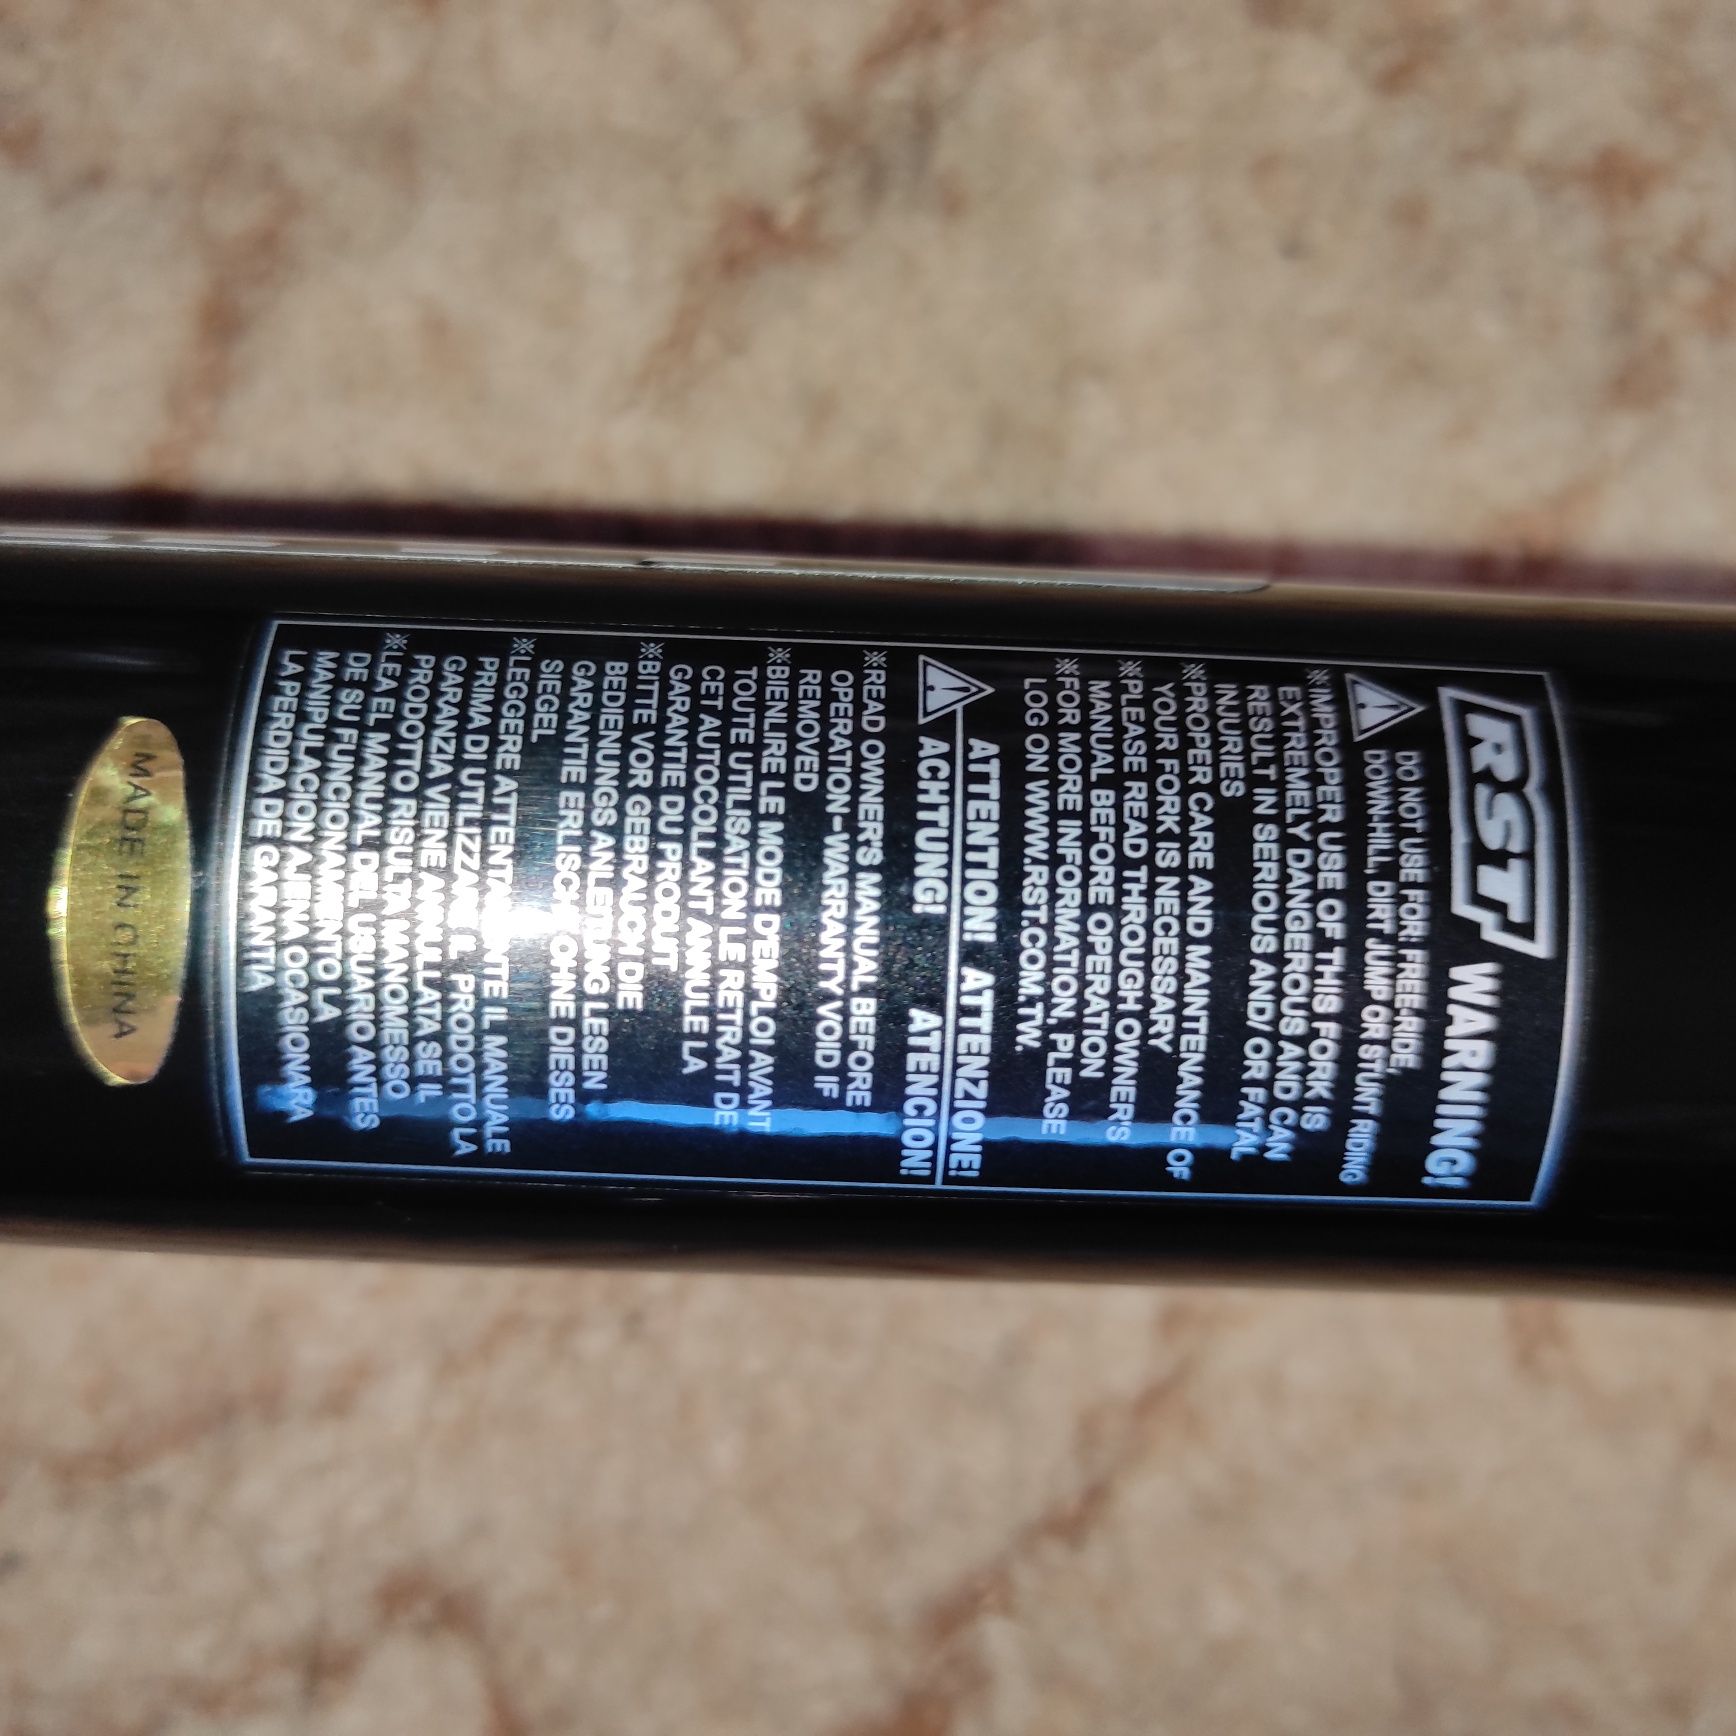 RST WARNING!
DO NOT USE FOR: FREE-RIDE,
DOWN-HILL, DIRT JUMP OR STUNT RIDING
※IMPROPER USE OF THIS FORK IS
EXTREMELY DANGEROUS AND CAN
RESULT IN SERIOUS AND/ OR FATAL
INJURIES
※PROPER CARE AND MAINTENANCE OF
YOUR FORK IS NECESSARY
※PLEASE READ THROUGH OWNER'S
MANUAL BEFORE OPERATION
※FOR MORE INFORMATION, PLEASE
LOG ON WWW.RST.COM.TW.
ATTENTION! ATTENZIONE!
ACHTUNG! ATENCION!
※READ OWNER'S MANUAL BEFORE
OPERATION-WARRANTY VOID IF
REMOVED
※BIENLIRE LE MODE D'EMPLOI AVANT
TOUTE UTILISATION LE RETRAIT DE
CET AUTOCOLLANT ANNULE LA
GARANTIE DU PRODUIT
※BITTE VOR GEBRAUCH DIE
BEDIENUNGS ANLEITUNG LESEN
GARANTIE ERLISCHT OHNE DIESES
SIEGEL
※LEGGERE ATTENTAMENTE IL MANUALE
PRIMA DI UTILIZZARE IL PRODOTTO LA
GARANZIA VIENE ANNULLATA SE IL
PRODOTTO RISULTA MANOMESSO
※LEA EL MANUAL DEL USUARIO ANTES
DE SU FUNCIONAMIENTO LA
MANIPULACION AJENA OCASIONARA
LA PERDIDA DE GARANTIA
MADE IN CHINA